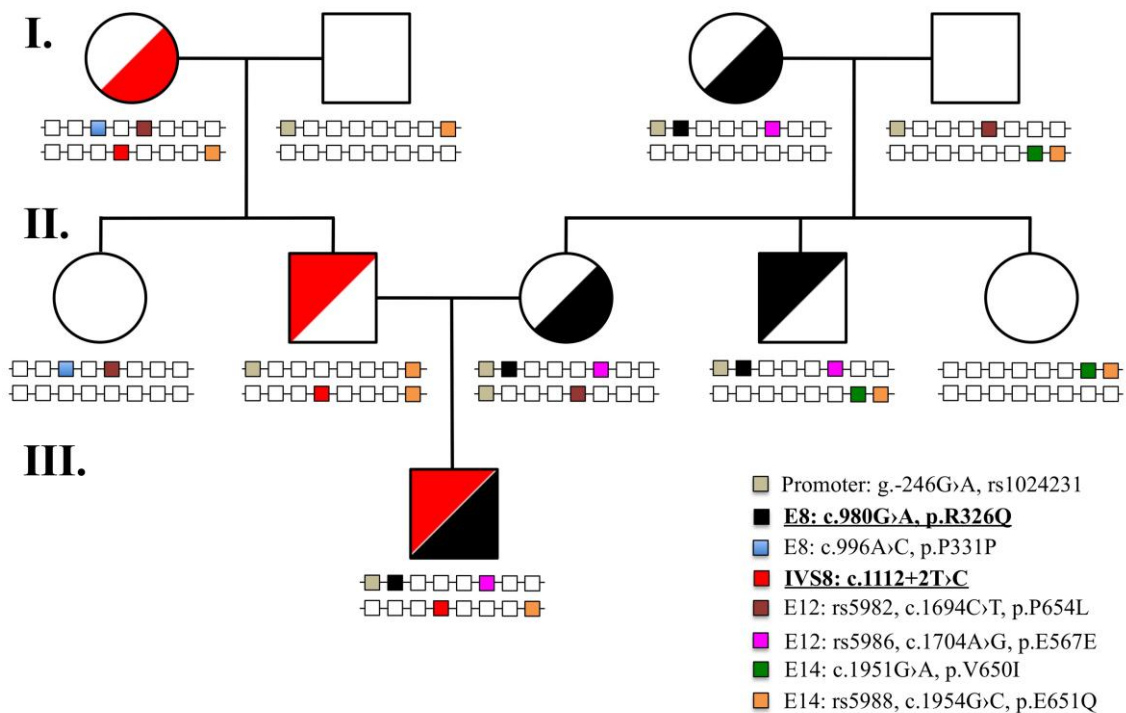 I.
II.
III.
Promoter: g.-246G›A, rs1024231
E8: c.980G›A, p.R326Q
E8: c.996A›C, p.P331P
IVS8: c.1112+2T›C
E12: rs5982, c.1694C›T, p.P654L
E12: rs5986, c.1704A›G, p.E567E
E14: c.1951G›A, p.V650I
E14: rs5988, c.1954G›C, p.E651Q